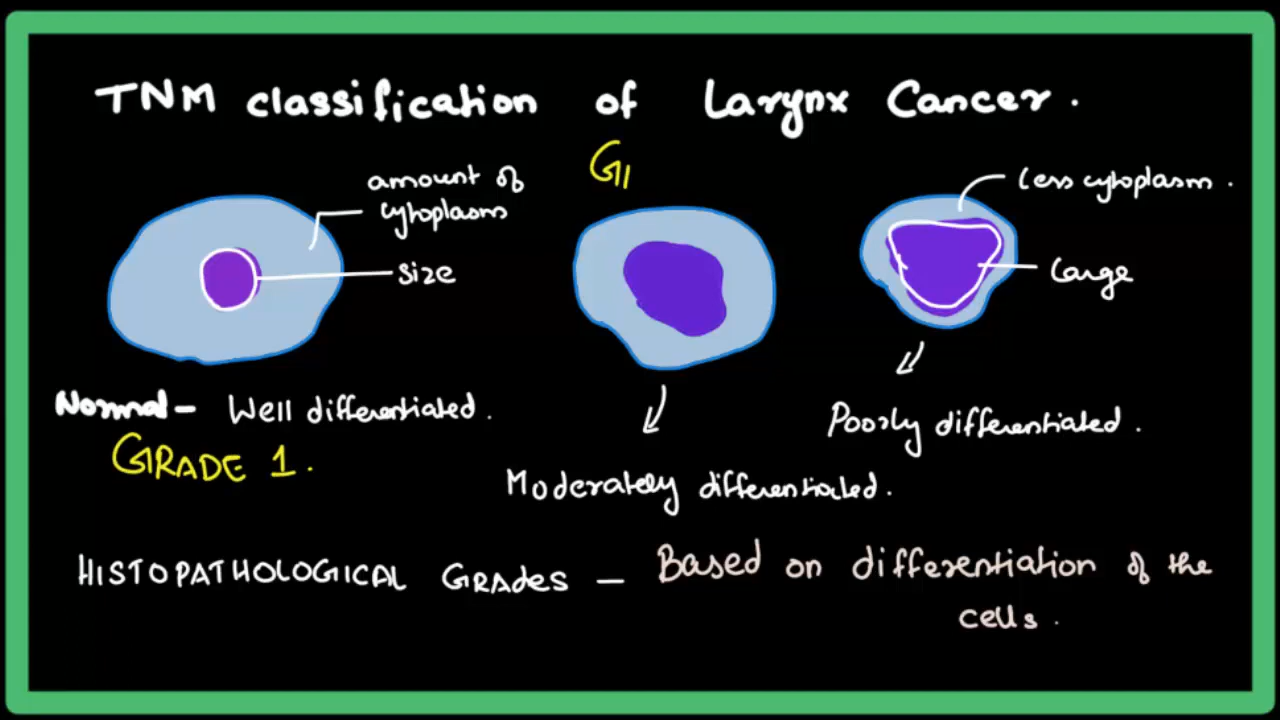 TNM classification of Larynx Cancer.
G1
amount of
cytoplasm
size
less cytoplasm.
Large
Normal - Well differentiated.
GRADE 1.
Poorly differentiated.
Moderately differentiated.
HISTOPATHOLOGICAL GRADES - Based on differentiation of the
cells.